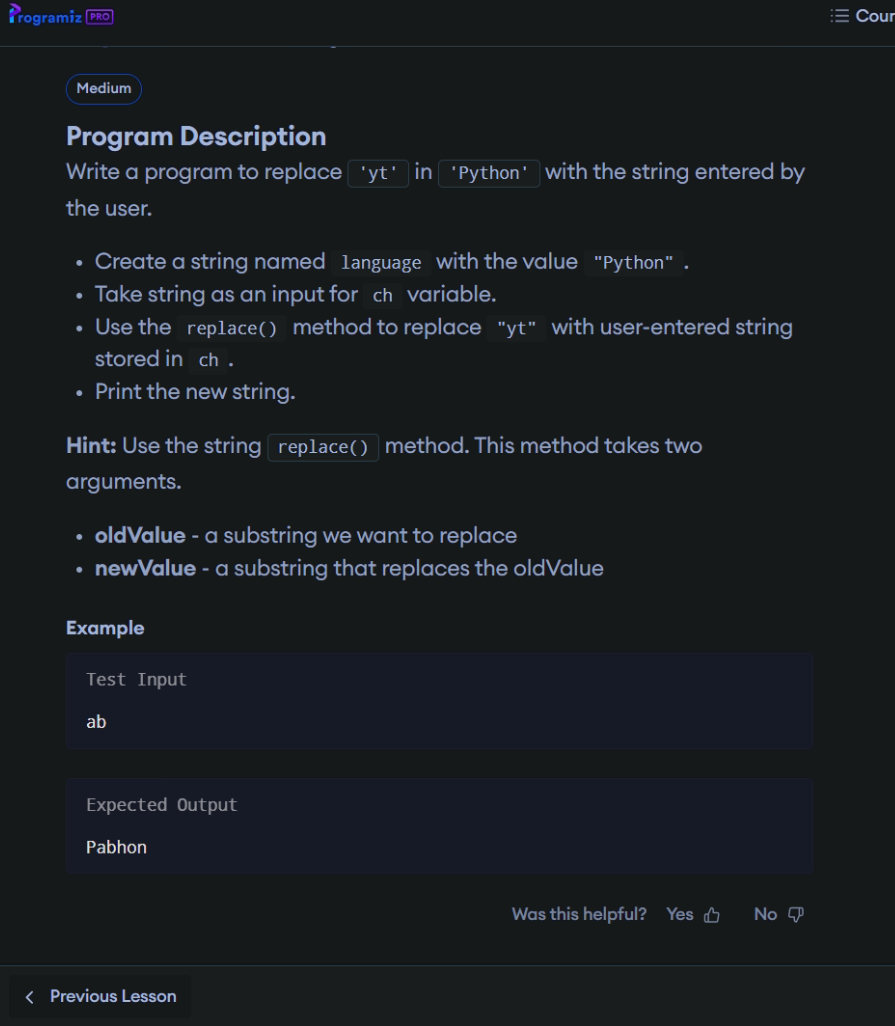 Programiz PRO
Cour
Medium
Program Description
Write a program to replace 'yt' in 'Python' with the string entered by
the user.
• Create a string named language with the value "Python" .
• Take string as an input for ch variable.
• Use the replace() method to replace "yt" with user-entered string
stored in ch .
• Print the new string.
Hint: Use the string replace() method. This method takes two
arguments.
• oldValue - a substring we want to replace
• newValue - a substring that replaces the oldValue
Example
Test Input
ab
Expected Output
Pabhon
Was this helpful? Yes No
Previous Lesson